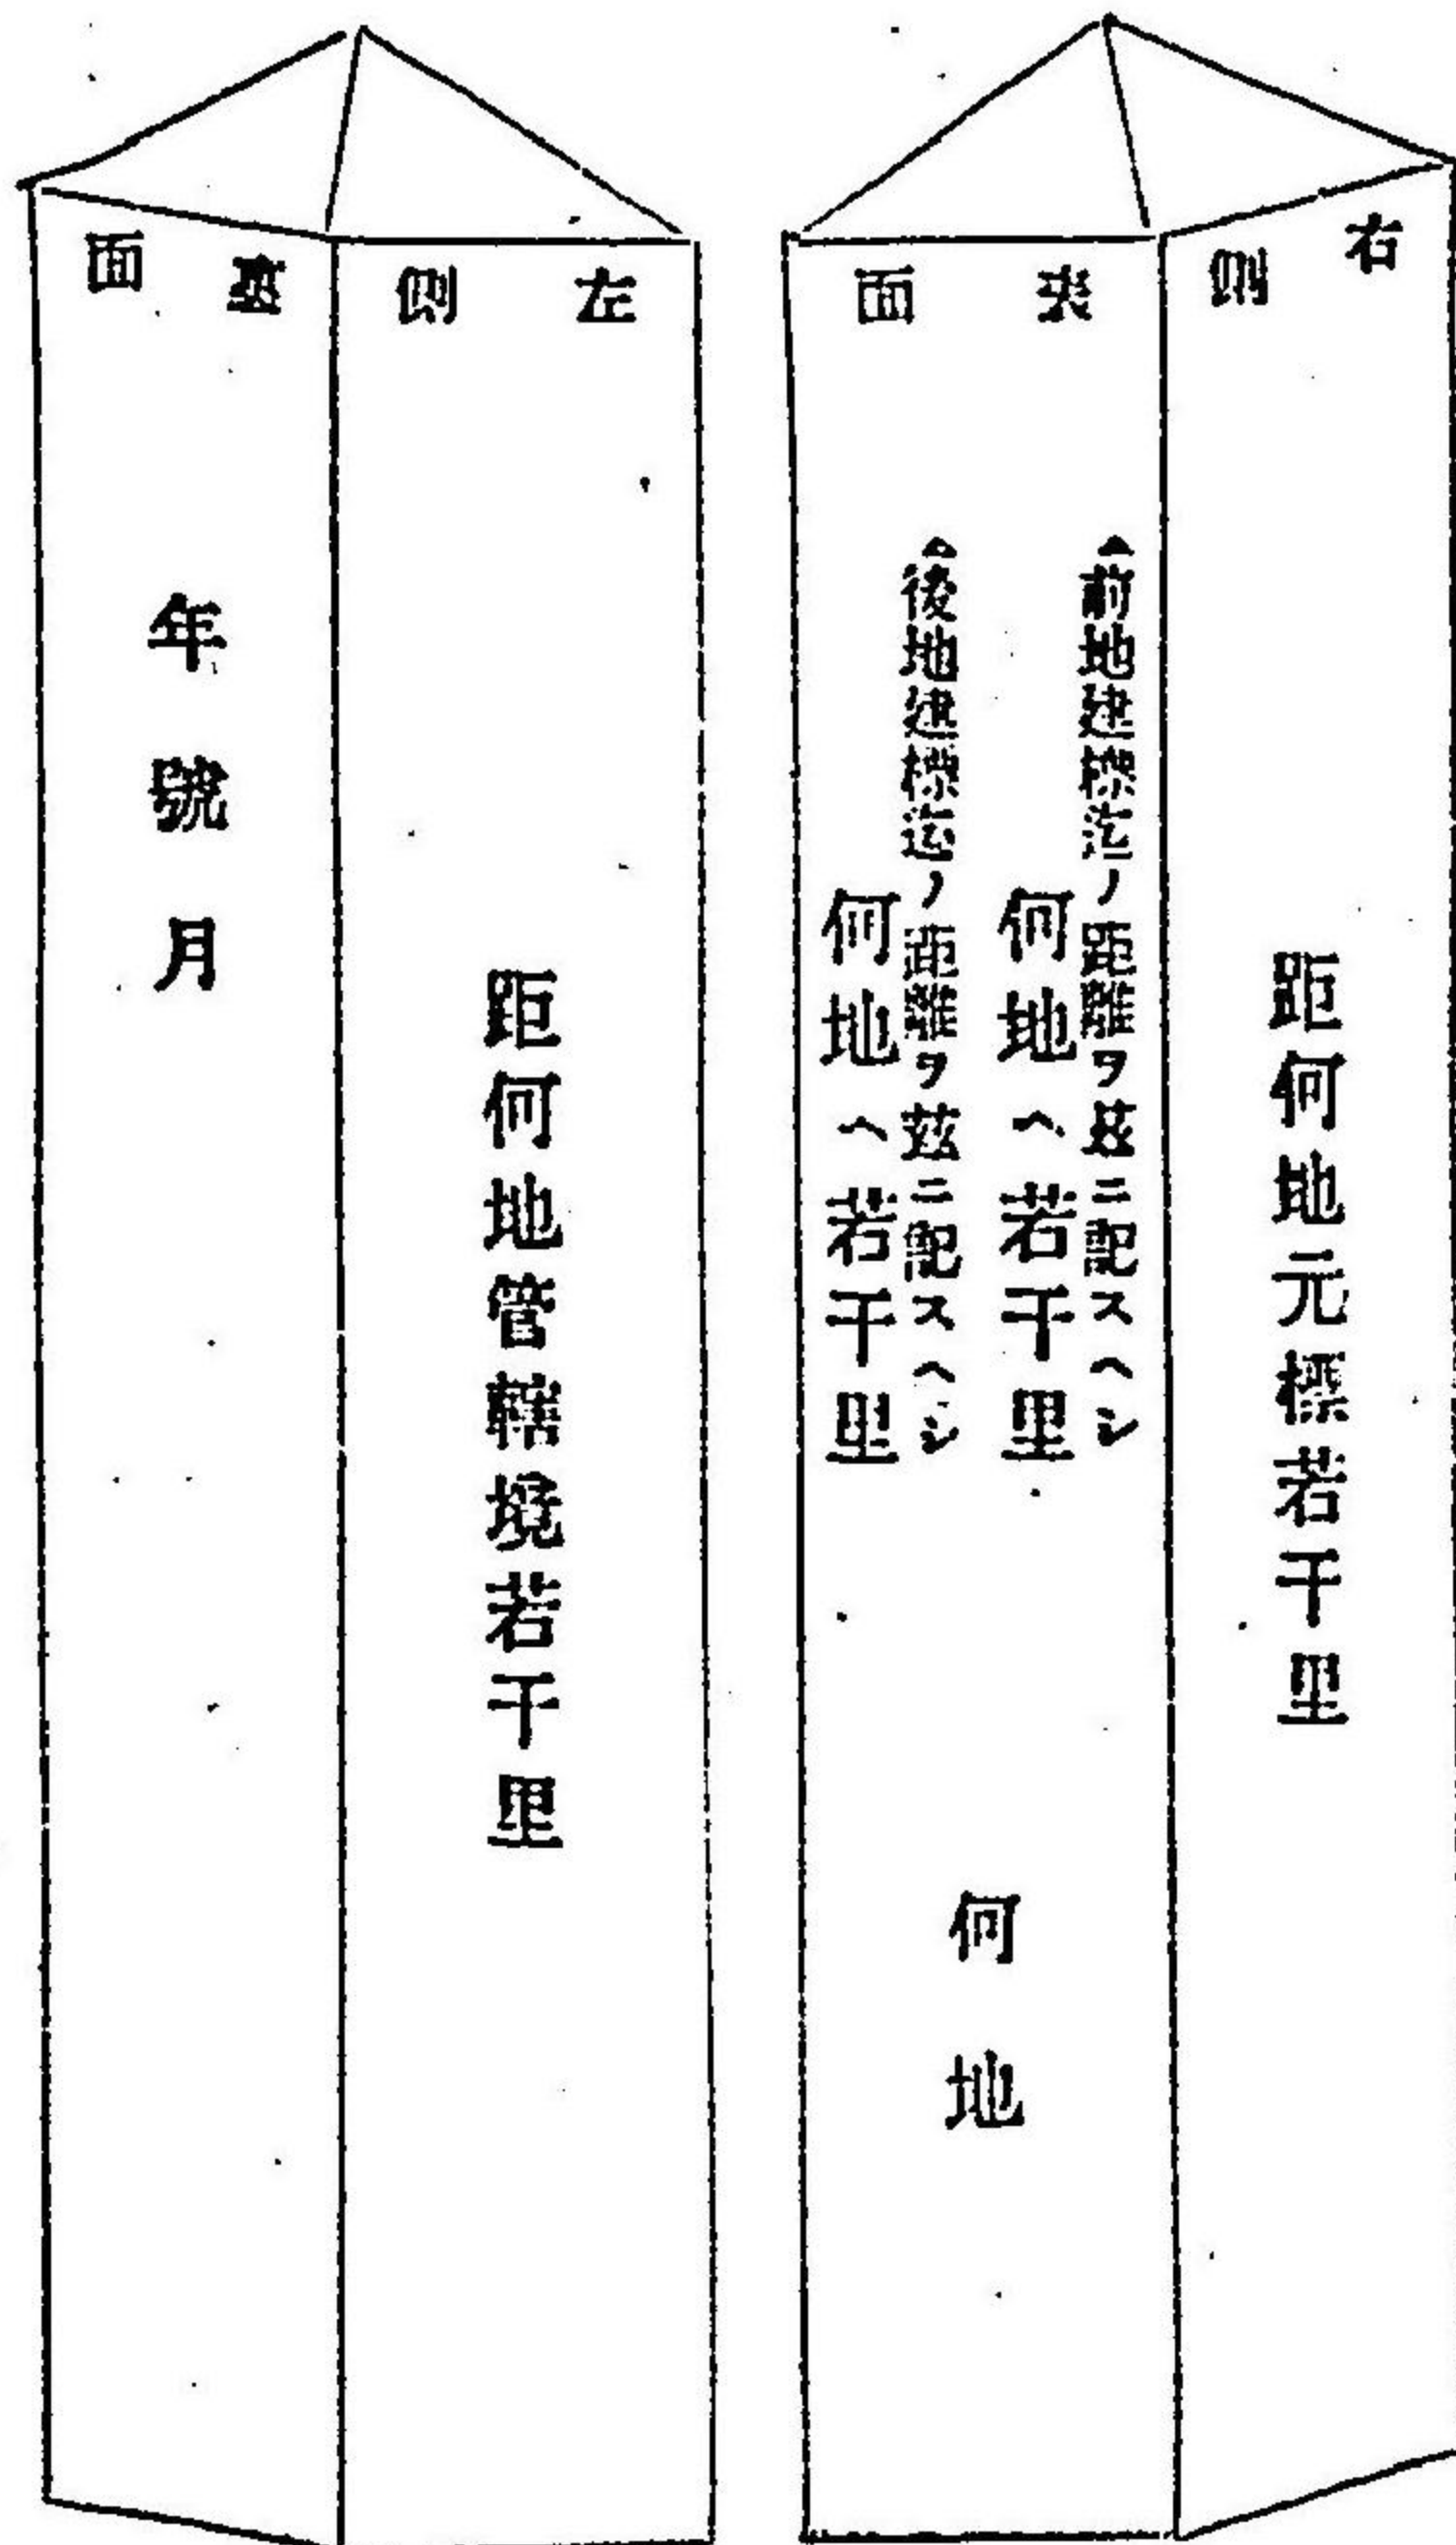 右側
距何地元標若干里
表面
前地建標迄ノ距離ヲ茲ニ記スヘシ
何地ヘ若干里
後地建標迄ノ距離ヲ茲ニ記スヘシ
何地ヘ若干里
何地
左側
距何地管轄境若干里
裏面
年號月